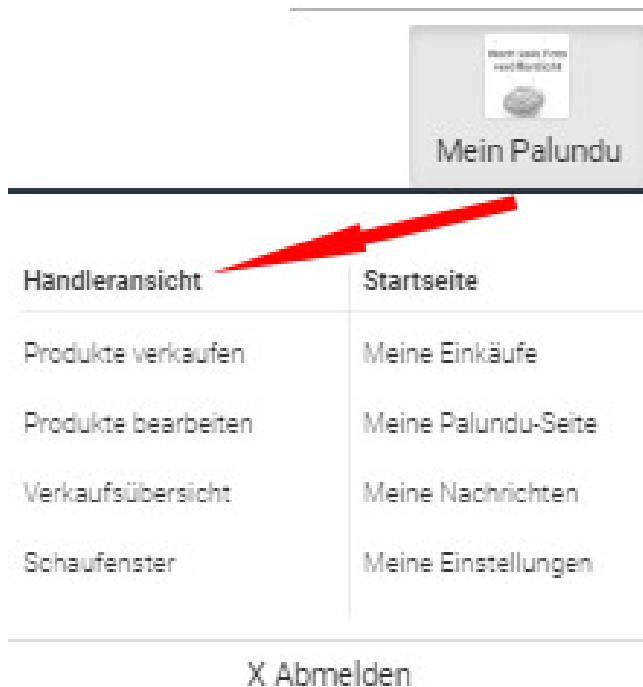 Mein Palundu
Händleransicht
Produkte verkaufen
Produkte bearbeiten
Verkaufsübersicht
Schaufenster
Startseite
Meine Einkäufe
Meine Palundu-Seite
Meine Nachrichten
Meine Einstellungen
X Abmelden